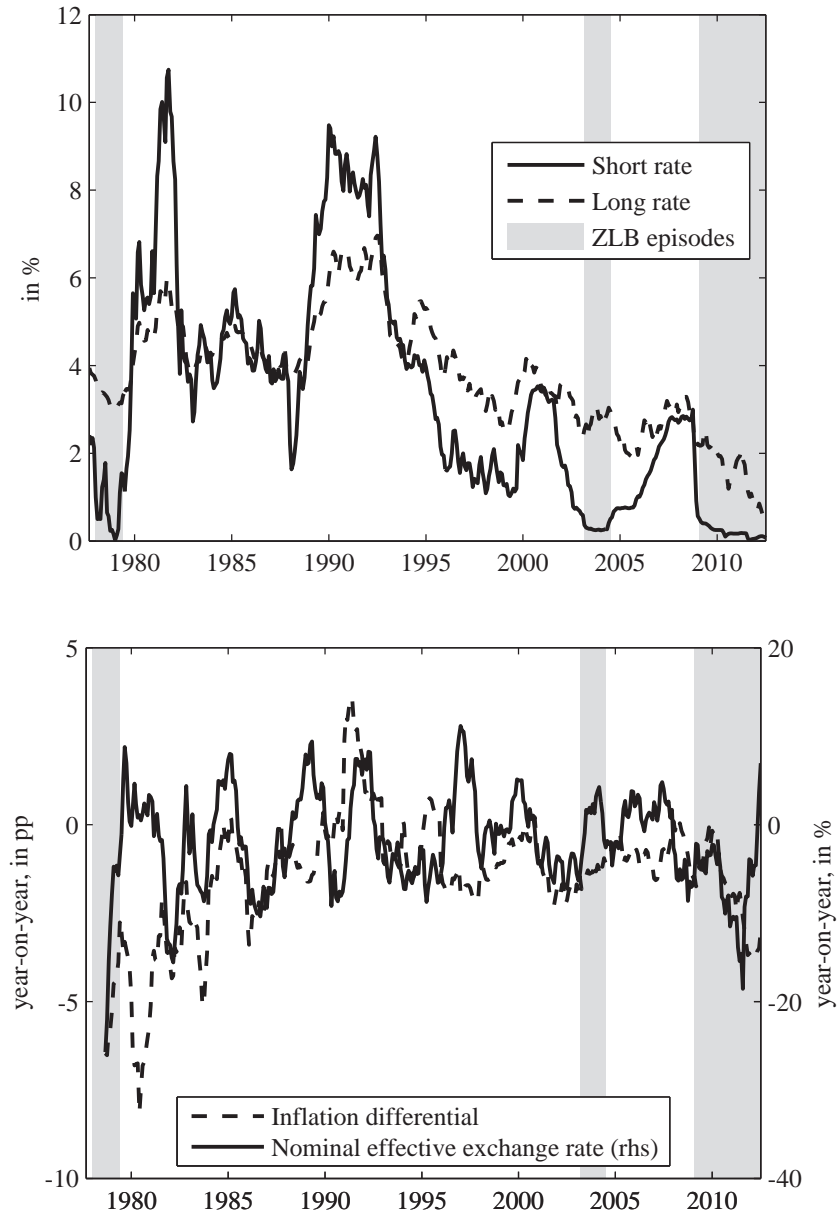 12
10
8
6
4
2
0
in %
Short rate
Long rate
ZLB episodes
1980 1985 1990 1995 2000 2005 2010
5
0
-5
-10
year-on-year, in pp
20
0
-20
-40
year-on-year, in %
Inflation differential
Nominal effective exchange rate (rhs)
1980 1985 1990 1995 2000 2005 2010